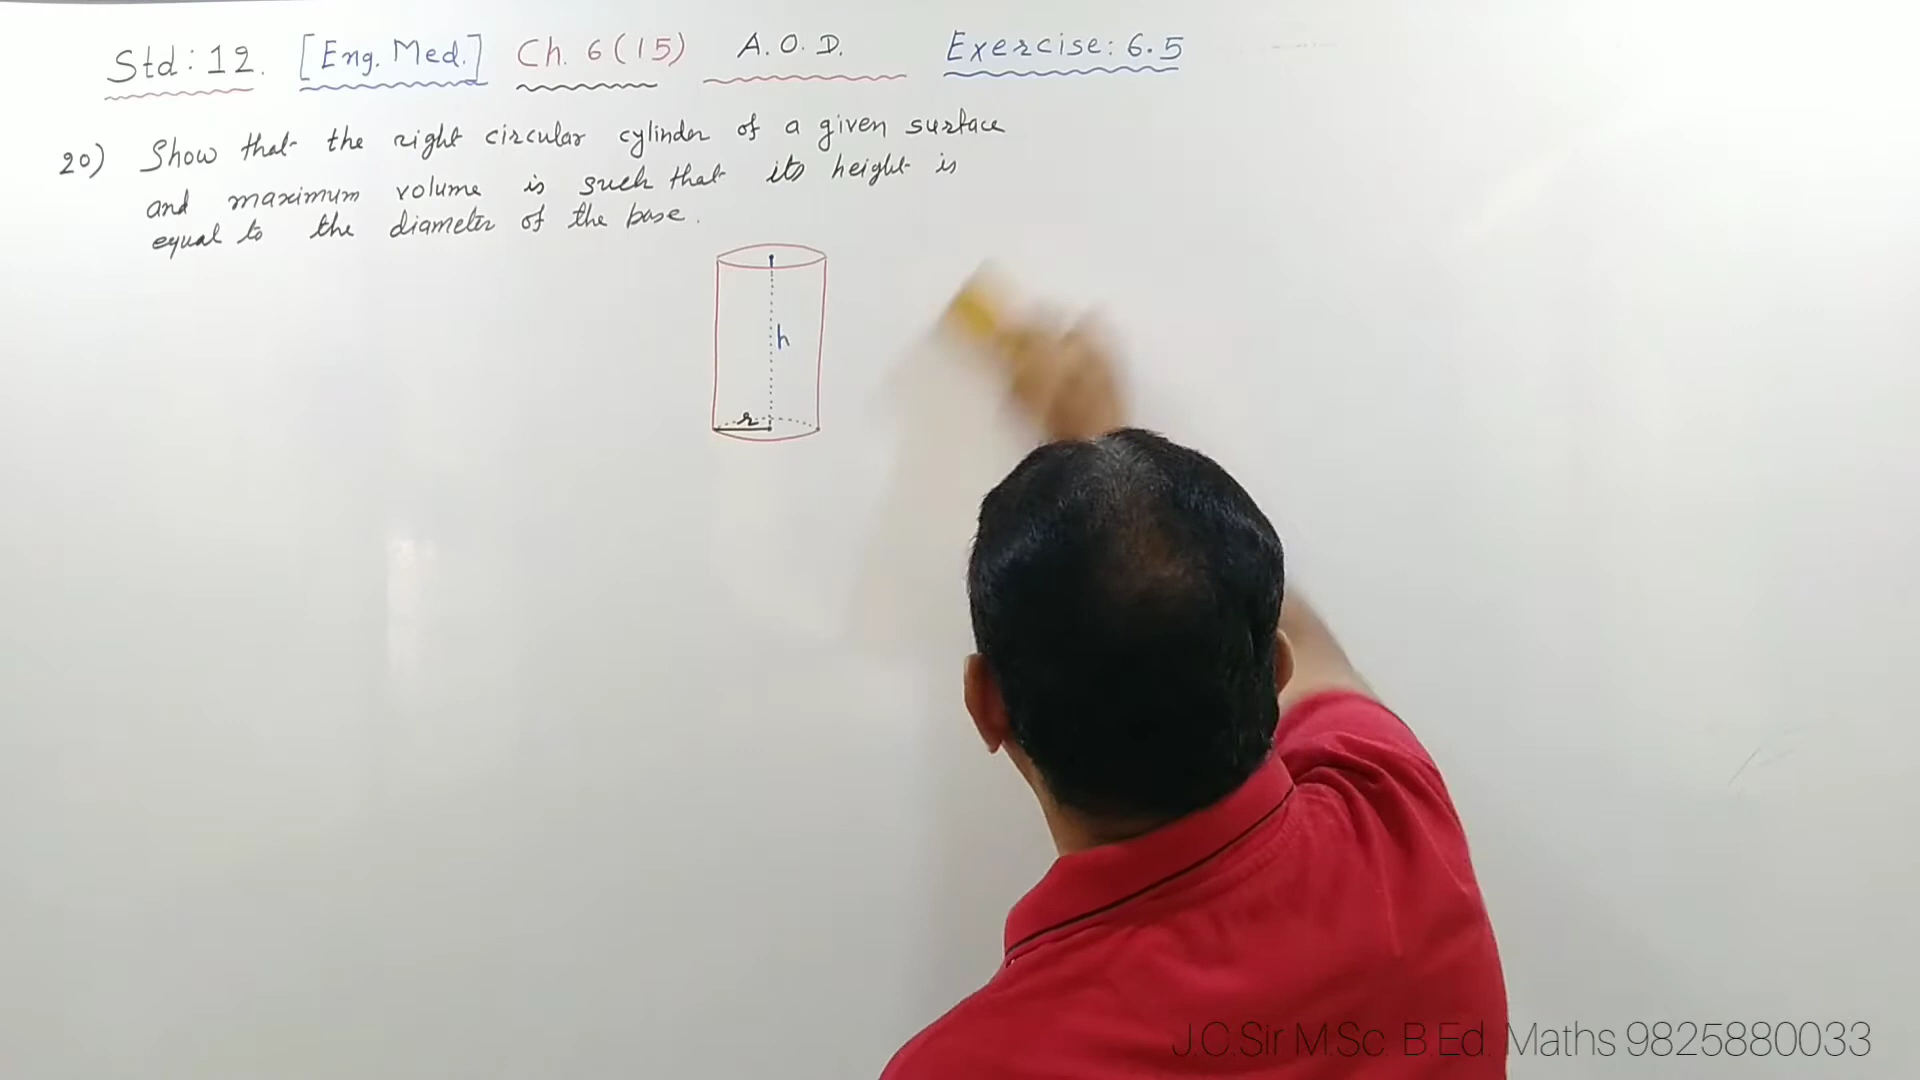 Std: 12. [Eng. Med.] Ch. 6 (15) A. O. D. Exercise: 6.5
20) Show that the right circular cylinder of a given surface
and maximum volume is such that its height is
equal to the diameter of the base.
h
r
J.C.Sir M.Sc. B.Ed. Maths 9825880033